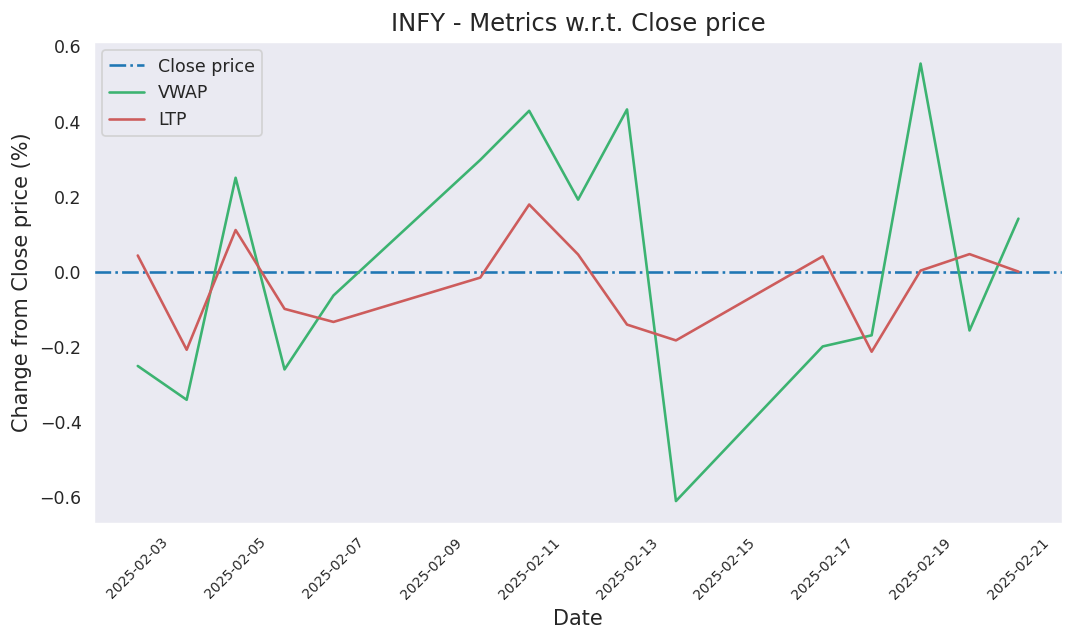 INFY - Metrics w.r.t. Close price
Close price
VWAP
LTP
Change from Close price (%)
0.6
0.4
0.2
0.0
−0.2
−0.4
−0.6
2025-02-03
2025-02-05
2025-02-07
2025-02-09
2025-02-11
2025-02-13
2025-02-15
2025-02-17
2025-02-19
2025-02-21
Date